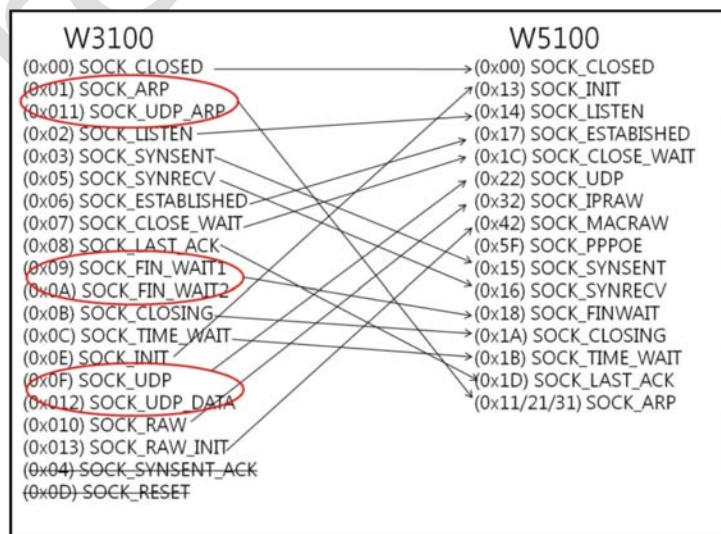 W3100
(0x00) SOCK_CLOSED
(0x01) SOCK_ARP
(0x011) SOCK_UDP_ARP
(0x02) SOCK_LISTEN
(0x03) SOCK_SYNSENT
(0x05) SOCK_SYNRECV
(0x06) SOCK_ESTABLISHED
(0x07) SOCK_CLOSE_WAIT
(0x08) SOCK_LAST_ACK
(0x09) SOCK_FIN_WAIT1
(0x0A) SOCK_FIN_WAIT2
(0x0B) SOCK_CLOSING
(0x0C) SOCK_TIME_WAIT
(0x0E) SOCK_INIT
(0x0F) SOCK_UDP
(0x012) SOCK_UDP_DATA
(0x010) SOCK_RAW
(0x013) SOCK_RAW_INIT
(0x04) SOCK_SYNSENT_ACK
(0x0D) SOCK_RESET
W5100
(0x00) SOCK_CLOSED
(0x13) SOCK_INIT
(0x14) SOCK_LISTEN
(0x17) SOCK_ESTABISHED
(0x1C) SOCK_CLOSE_WAIT
(0x22) SOCK_UDP
(0x32) SOCK_IPRAW
(0x42) SOCK_MACRAW
(0x5F) SOCK_PPPOE
(0x15) SOCK_SYNSENT
(0x16) SOCK_SYNRECV
(0x18) SOCK_FINWAIT
(0x1A) SOCK_CLOSING
(0x1B) SOCK_TIME_WAIT
(0x1D) SOCK_LAST_ACK
(0x11/21/31) SOCK_ARP